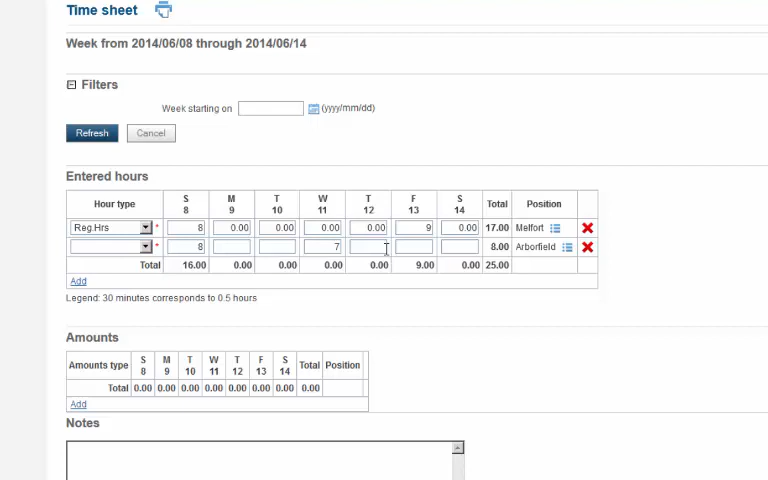 Time sheet
Week from 2014/06/08 through 2014/06/14
Filters
Week starting on (yyyy/mm/dd)
Refresh Cancel
Entered hours
Hour type S 8 M 9 T 10 W 11 T 12 F 13 S 14 Total Position
Reg.Hrs * 8 0.00 0.00 0.00 0.00 9 0.00 17.00 Melfort
* 8 7 8.00 Arborfield
Total 16.00 0.00 0.00 0.00 0.00 9.00 0.00 25.00
Add
Legend: 30 minutes corresponds to 0.5 hours
Amounts
Amounts type S 8 M 9 T 10 W 11 T 12 F 13 S 14 Total Position
Total 0.00 0.00 0.00 0.00 0.00 0.00 0.00 0.00
Add
Notes